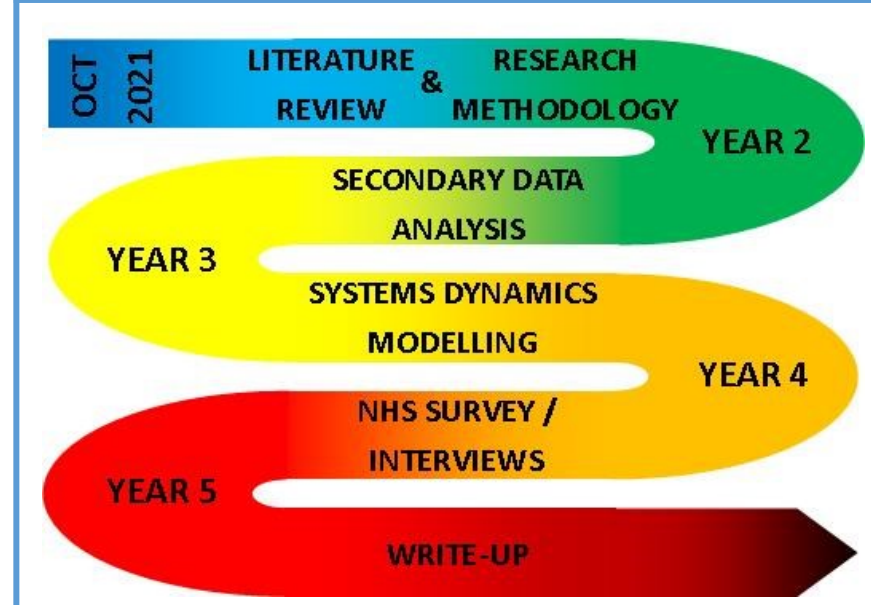 OCT
2021
LITERATURE
REVIEW
&
RESEARCH
METHODOLOGY
YEAR 2
SECONDARY DATA
ANALYSIS
YEAR 3
SYSTEMS DYNAMICS
MODELLING
YEAR 4
NHS SURVEY /
INTERVIEWS
YEAR 5
WRITE-UP